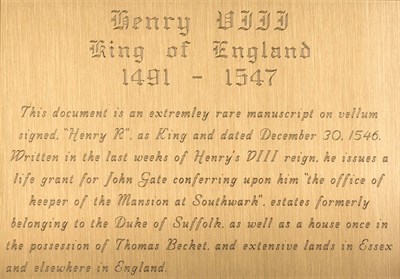 Henry VIII
King of England
1491 - 1547
This document is an extremley rare manuscript on vellum
signed, "Henry R", as King and dated December 30, 1546.
Written in the last weeks of Henry's VIII reign, he issues a
life grant for John Gate conferring upon him "the office of
keeper of the Mansion at Southwark", estates formerly
belonging to the Duke of Suffolk, as well as a house once in
the possession of Thomas Becket, and extensive lands in Essex
and elsewhere in England.